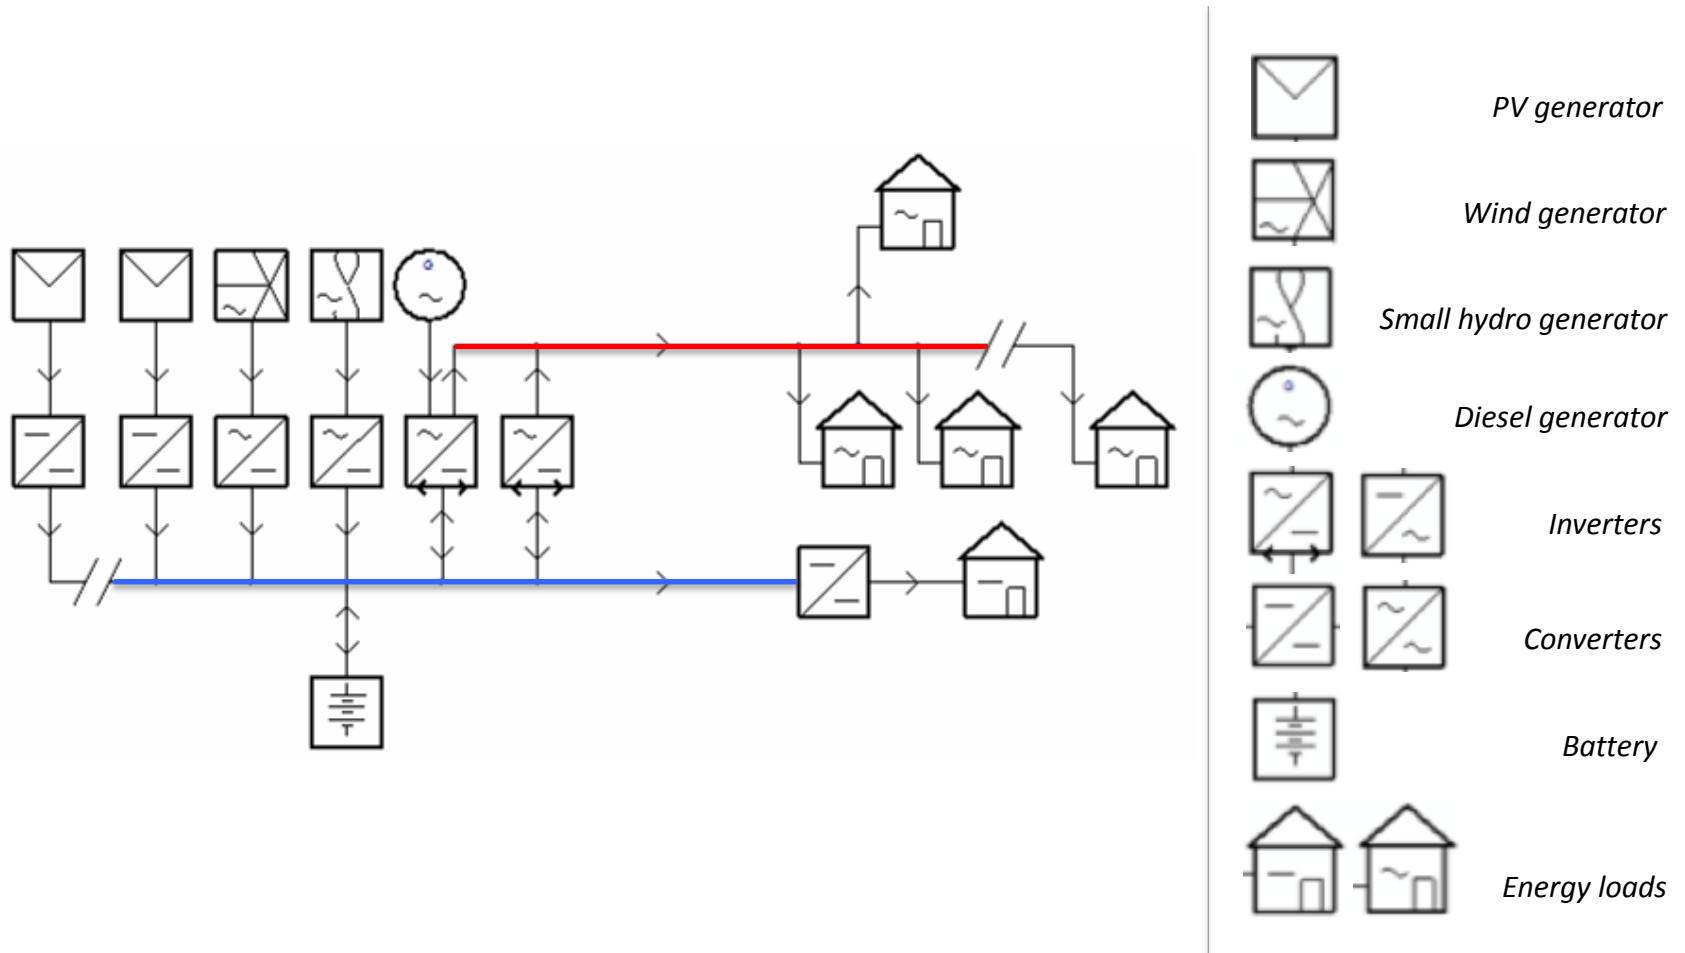 PV generator
Wind generator
Small hydro generator
Diesel generator
Inverters
Converters
Battery
Energy loads